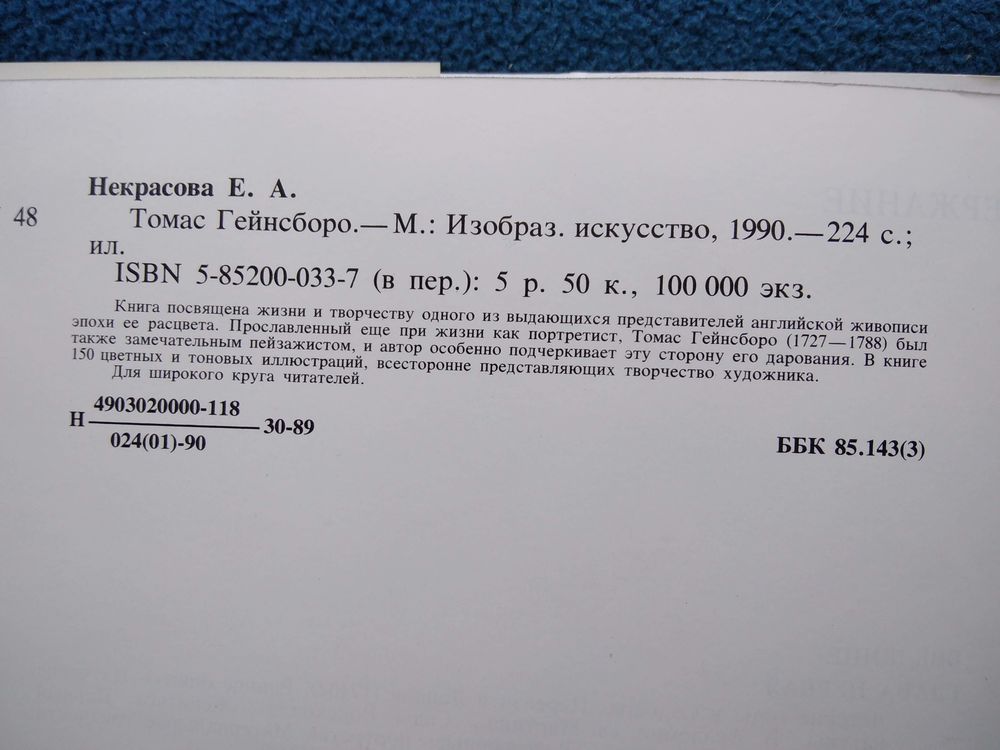 Некрасова Е. А.
48
Томас Гейнсборо.— М.: Изобраз. искусство, 1990.—224 с.;
ил.
ISBN 5-85200-033-7 (в пер.): 5 р. 50 к., 100 000 экз.
Книга посвящена жизни и творчеству одного из выдающихся представителей английской живописи
эпохи ее расцвета. Прославленный еще при жизни как портретист, Томас Гейнсборо (1727—1788) был
также замечательным пейзажистом, и автор особенно подчеркивает эту сторону его дарования. В книге
150 цветных и тоновых иллюстраций, всесторонне представляющих творчество художника.
Для широкого круга читателей.
4903020000-118
Н 30-89
024(01)-90
ББК 85.143(3)